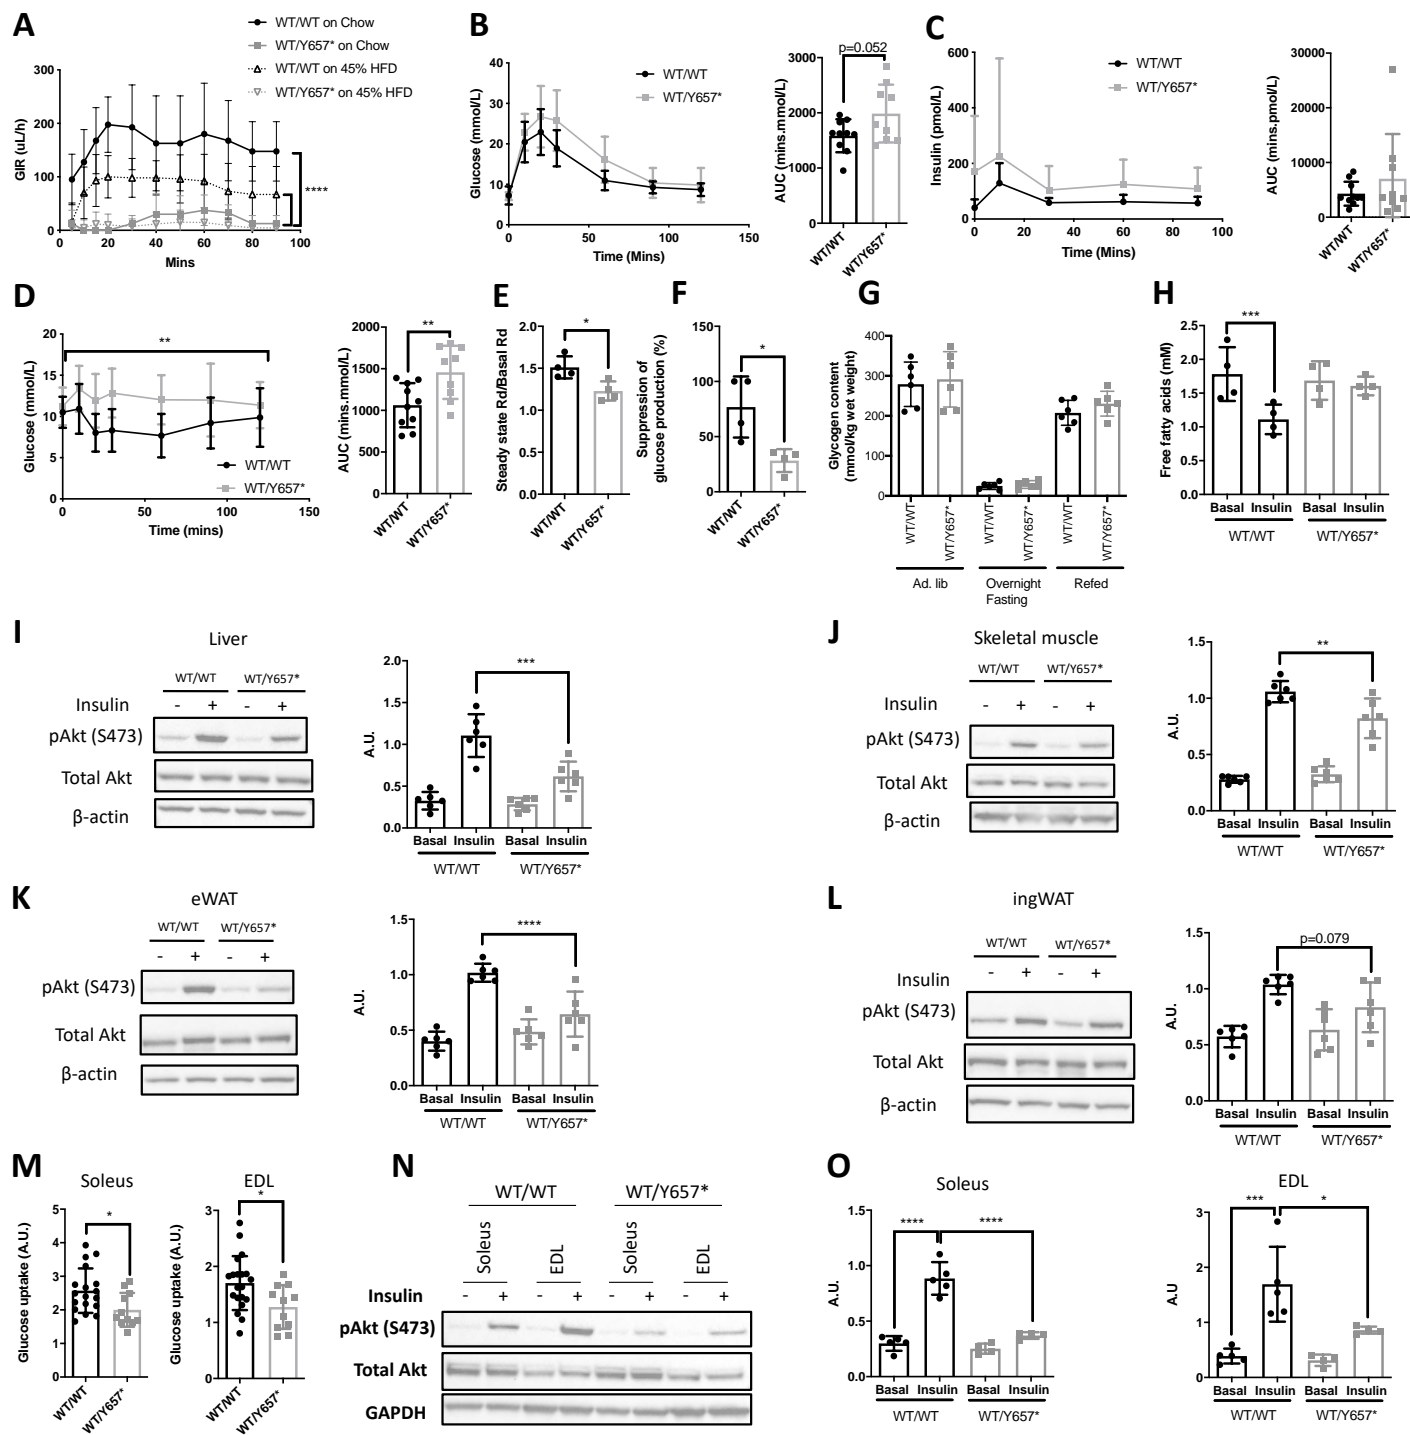 A
WT/WT on Chow
WT/Y657* on Chow
WT/WT on 45% HFD
WT/Y657* on 45% HFD
GIR (uL/h)
300
200
100
0
0 20 40 60 80 100
Mins
****
B
Glucose (mmol/L)
40
30
20
10
0
0 50 100 150
Time (Mins)
WT/WT
WT/Y657*
p=0.052
AUC (mins.mmol/L)
3000
2000
1000
0
WT/WT
WT/Y657*
C
Insulin (pmol/L)
600
400
200
0
0 20 40 60 80 100
Time (Mins)
WT/WT
WT/Y657*
AUC (mins.pmol/L)
30000
20000
10000
0
WT/WT
WT/Y657*
D
Glucose (mmol/L)
20
15
10
5
0
0 50 100 150
Time (mins)
**
WT/WT
WT/Y657*
AUC (mins.mmol/L)
2000
1500
1000
500
0
**
WT/WT
WT/Y657*
E
Steady state Rd/Basal Rd
2.0
1.5
1.0
0.5
0.0
*
WT/WT
WT/Y657*
F
Suppression of
glucose production (%)
150
100
50
0
*
WT/WT
WT/Y657*
G
Glycogen content
(mmol/kg wet weight)
400
300
200
100
0
WT/WT
WT/Y657*
WT/WT
WT/Y657*
WT/WT
WT/Y657*
Ad. lib
Overnight
Fasting
Refed
H
Free fatty acids (mM)
2.5
2.0
1.5
1.0
0.5
0.0
***
Basal Insulin Basal Insulin
WT/WT WT/Y657*
I
Liver
WT/WT WT/Y657*
Insulin - + - +
pAkt (S473)
Total Akt
β-actin
A.U.
2.0
1.5
1.0
0.5
0.0
***
Basal Insulin Basal Insulin
WT/WT WT/Y657*
J
Skeletal muscle
WT/WT WT/Y657*
Insulin - + - +
pAkt (S473)
Total Akt
β-actin
A.U.
1.5
1.0
0.5
0.0
**
Basal Insulin Basal Insulin
WT/WT WT/Y657*
K
eWAT
WT/WT WT/Y657*
- + - +
pAkt (S473)
Total Akt
β-actin
A.U.
1.5
1.0
0.5
0.0
****
Basal Insulin Basal Insulin
WT/WT WT/Y657*
L
ingWAT
WT/WT WT/Y657*
Insulin - + - +
pAkt (S473)
Total Akt
β-actin
A.U.
1.5
1.0
0.5
0.0
p=0.079
Basal Insulin Basal Insulin
WT/WT WT/Y657*
M
Soleus
Glucose uptake (A.U.)
5
4
3
2
1
0
*
WT/WT
WT/Y657*
EDL
Glucose uptake (A.U.)
3
2
1
0
*
WT/WT
WT/Y657*
N
WT/WT WT/Y657*
Soleus EDL Soleus EDL
Insulin - + - + - + - +
pAkt (S473)
Total Akt
GAPDH
O
Soleus
A.U.
1.5
1.0
0.5
0.0
**** ****
Basal Insulin Basal Insulin
WT/WT WT/Y657*
EDL
A.U
3
2
1
0
*** *
Basal Insulin Basal Insulin
WT/WT WT/Y657*